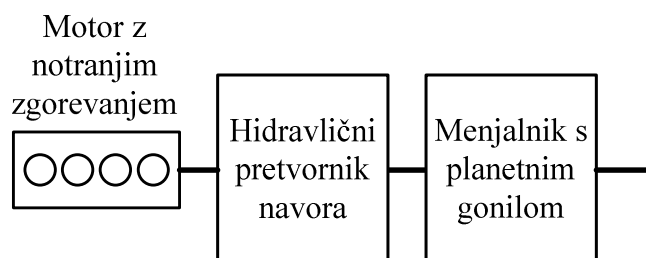 Motor z
notranjim
zgorevanjem
Hidravlični
pretvornik
navora
Menjalnik s
planetnim
gonilom